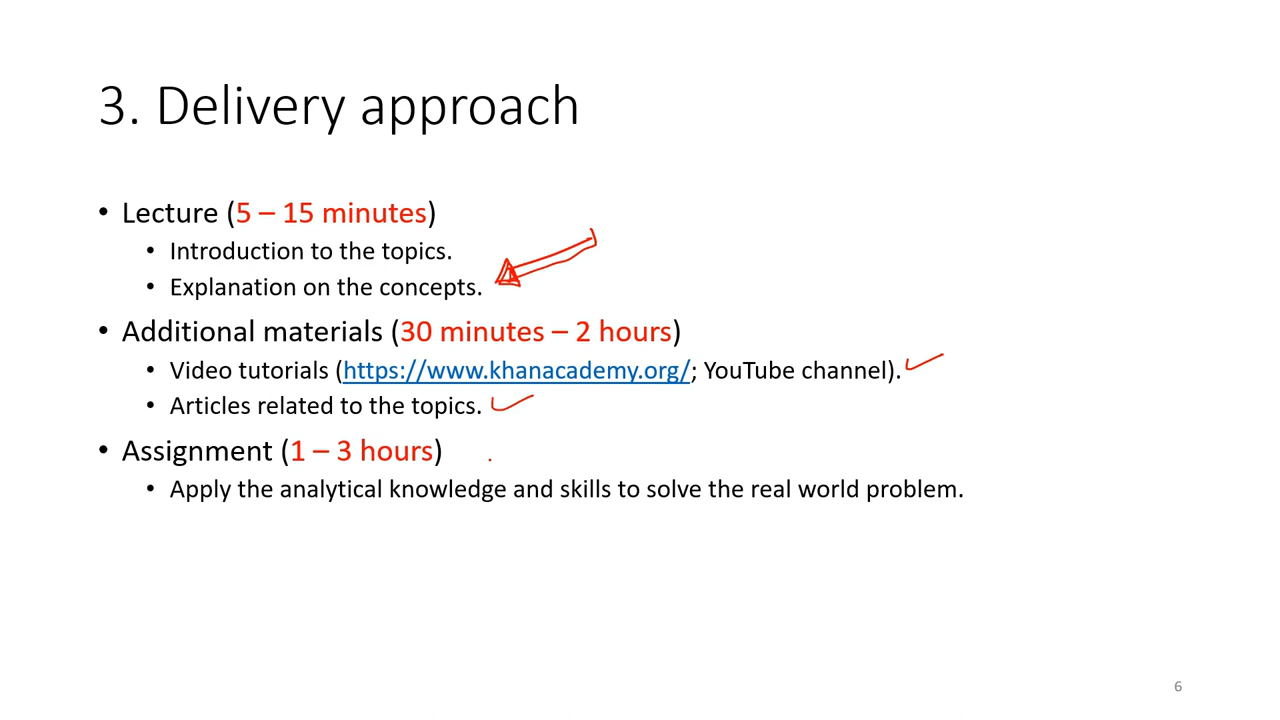 3. Delivery approach
• Lecture (5 – 15 minutes)
• Introduction to the topics.
• Explanation on the concepts.
• Additional materials (30 minutes – 2 hours)
• Video tutorials (https://www.khanacademy.org/; YouTube channel).
• Articles related to the topics.
• Assignment (1 – 3 hours)
• Apply the analytical knowledge and skills to solve the real world problem.
6